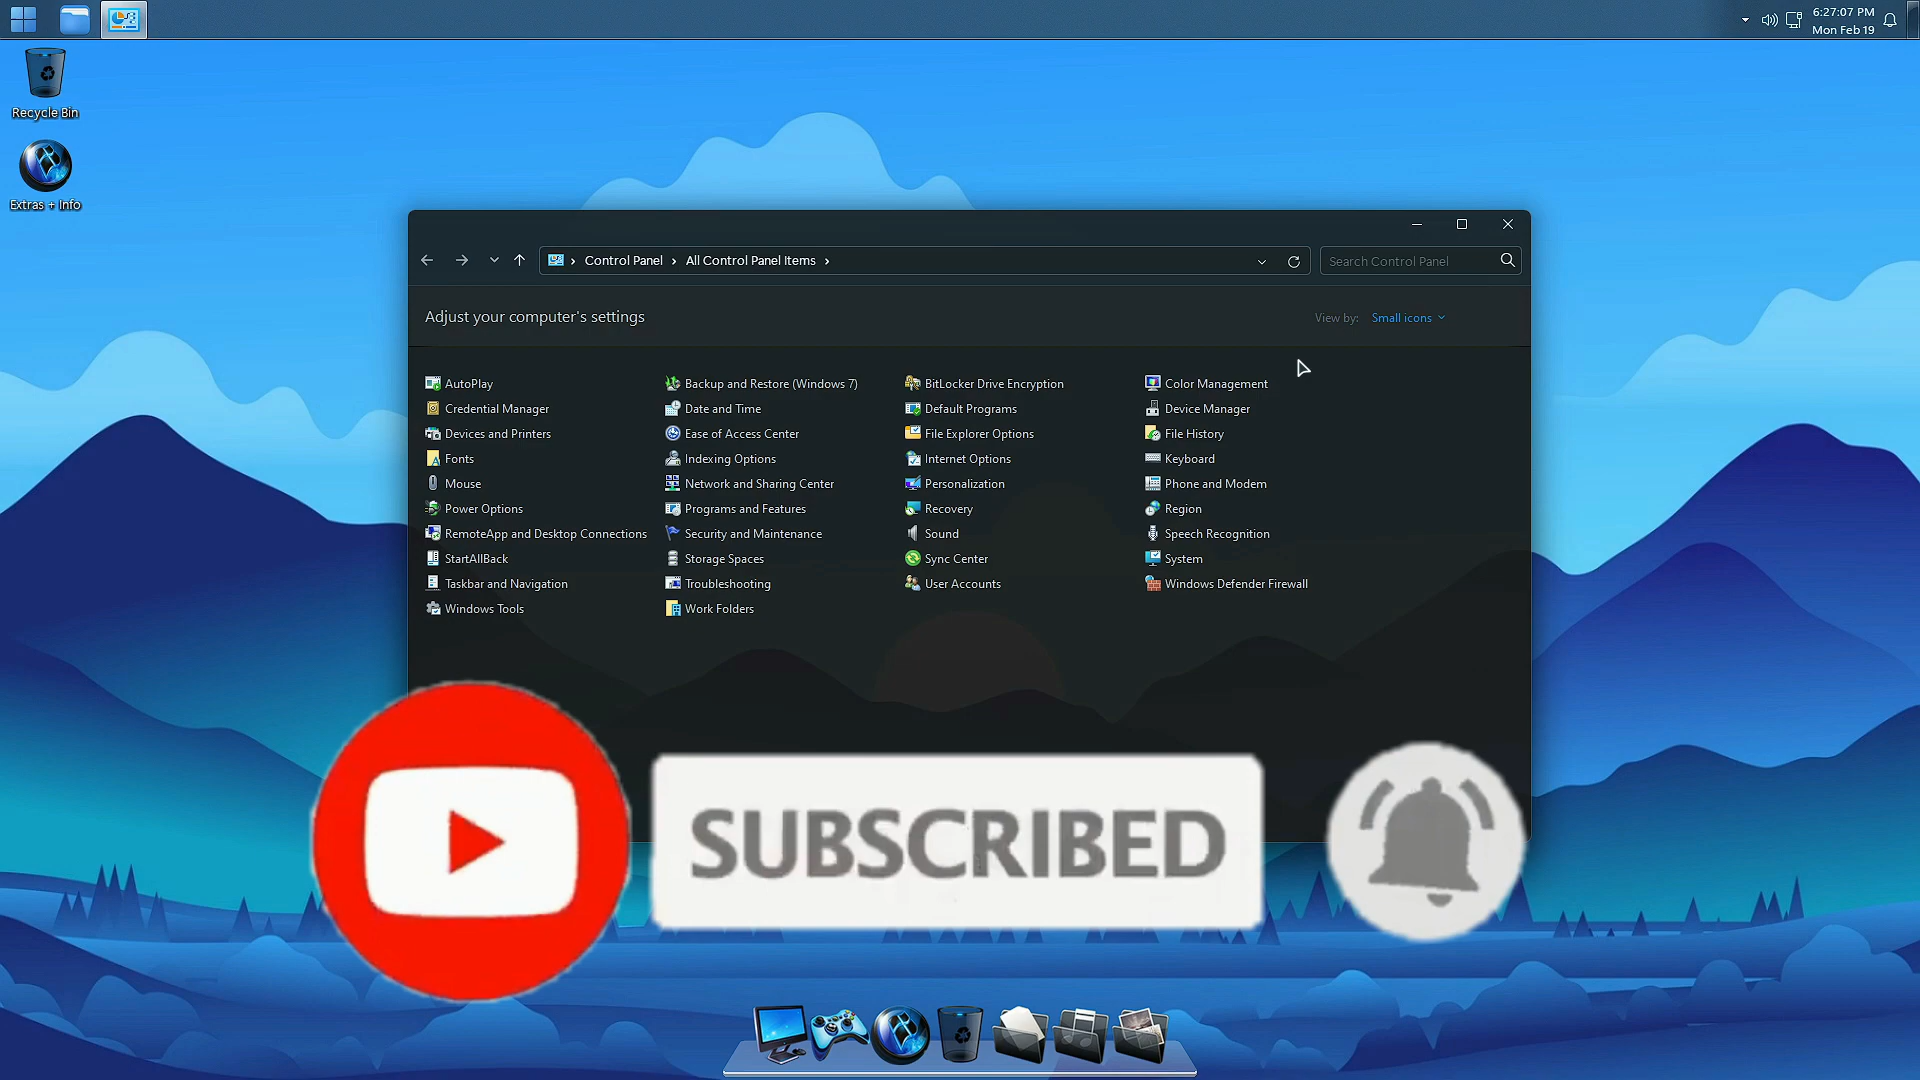 6:27:07 PM
Mon Feb 19
Recycle Bin
Extras + Info
Control Panel
All Control Panel Items
Search Control Panel
Adjust your computer's settings
View by: Small icons
AutoPlay
Backup and Restore (Windows 7)
BitLocker Drive Encryption
Color Management
Credential Manager
Date and Time
Default Programs
Device Manager
Devices and Printers
Ease of Access Center
File Explorer Options
File History
Fonts
Indexing Options
Internet Options
Keyboard
Mouse
Network and Sharing Center
Personalization
Phone and Modem
Power Options
Programs and Features
Recovery
Region
RemoteApp and Desktop Connections
Security and Maintenance
Sound
Speech Recognition
StartAllBack
Storage Spaces
Sync Center
System
Taskbar and Navigation
Troubleshooting
User Accounts
Windows Defender Firewall
Windows Tools
Work Folders
SUBSCRIBED